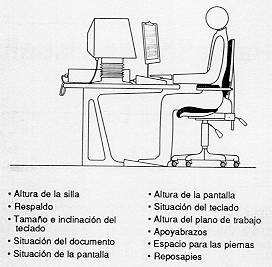 • Altura de la silla
• Respaldo
• Tamaño e inclinación del
teclado
• Situación del documento
• Situación de la pantalla
• Altura de la pantalla
• Situación del teclado
• Altura del plano de trabajo
• Apoyabrazos
• Espacio para las piernas
• Reposapies